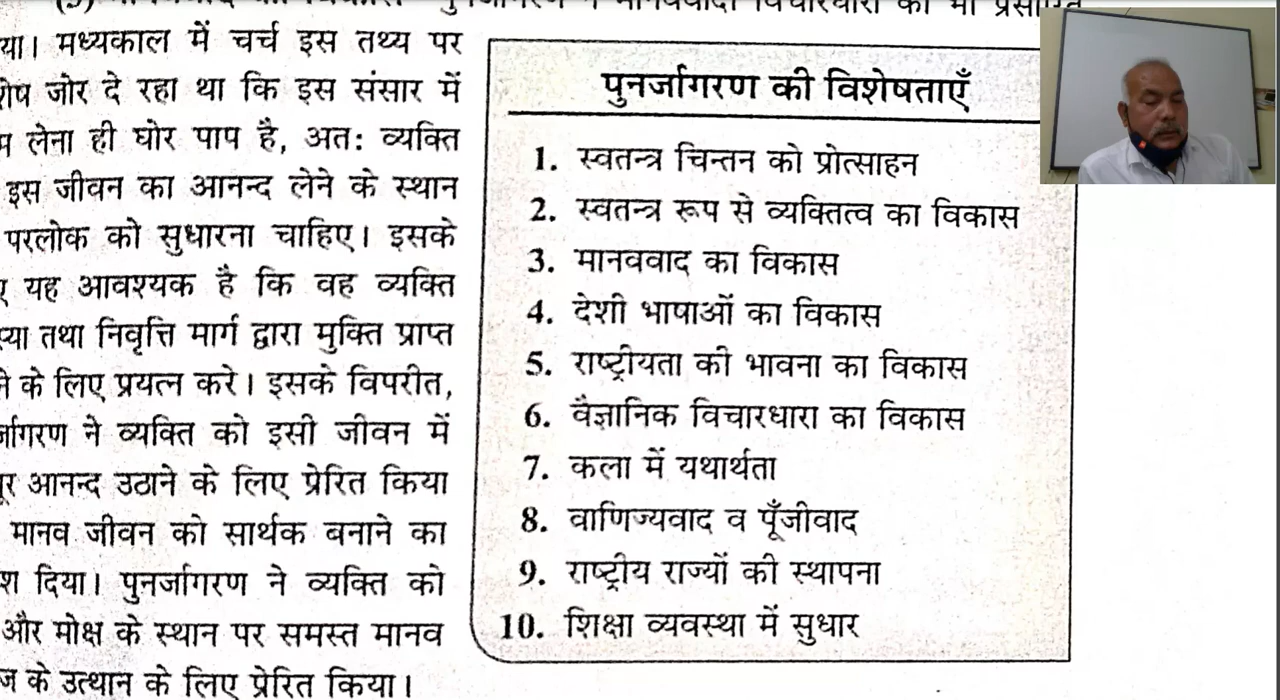 मानववाद
या। मध्यकाल में चर्च इस तथ्य पर
जोर दे रहा था कि इस संसार में
लेना ही घोर पाप है, अतः व्यक्ति
इस जीवन का आनन्द लेने के स्थान
परलोक को सुधारना चाहिए। इसके
यह आवश्यक है कि वह व्यक्ति
तथा निवृत्ति मार्ग द्वारा मुक्ति प्राप्त
के लिए प्रयत्न करे। इसके विपरीत,
ने व्यक्ति को इसी जीवन में
आनन्द उठाने के लिए प्रेरित किया
मानव जीवन को सार्थक बनाने का
दिया। पुनर्जागरण ने व्यक्ति को
और मोक्ष के स्थान पर समस्त मानव
के उत्थान के लिए प्रेरित किया।
पुनर्जागरण की विशेषताएँ
1. स्वतन्त्र चिन्तन को प्रोत्साहन
2. स्वतन्त्र रूप से व्यक्तित्व का विकास
3. मानववाद का विकास
4. देशी भाषाओं का विकास
5. राष्ट्रीयता की भावना का विकास
6. वैज्ञानिक विचारधारा का विकास
7. कला में यथार्थता
8. वाणिज्यवाद व पूँजीवाद
9. राष्ट्रीय राज्यों की स्थापना
10. शिक्षा व्यवस्था में सुधार